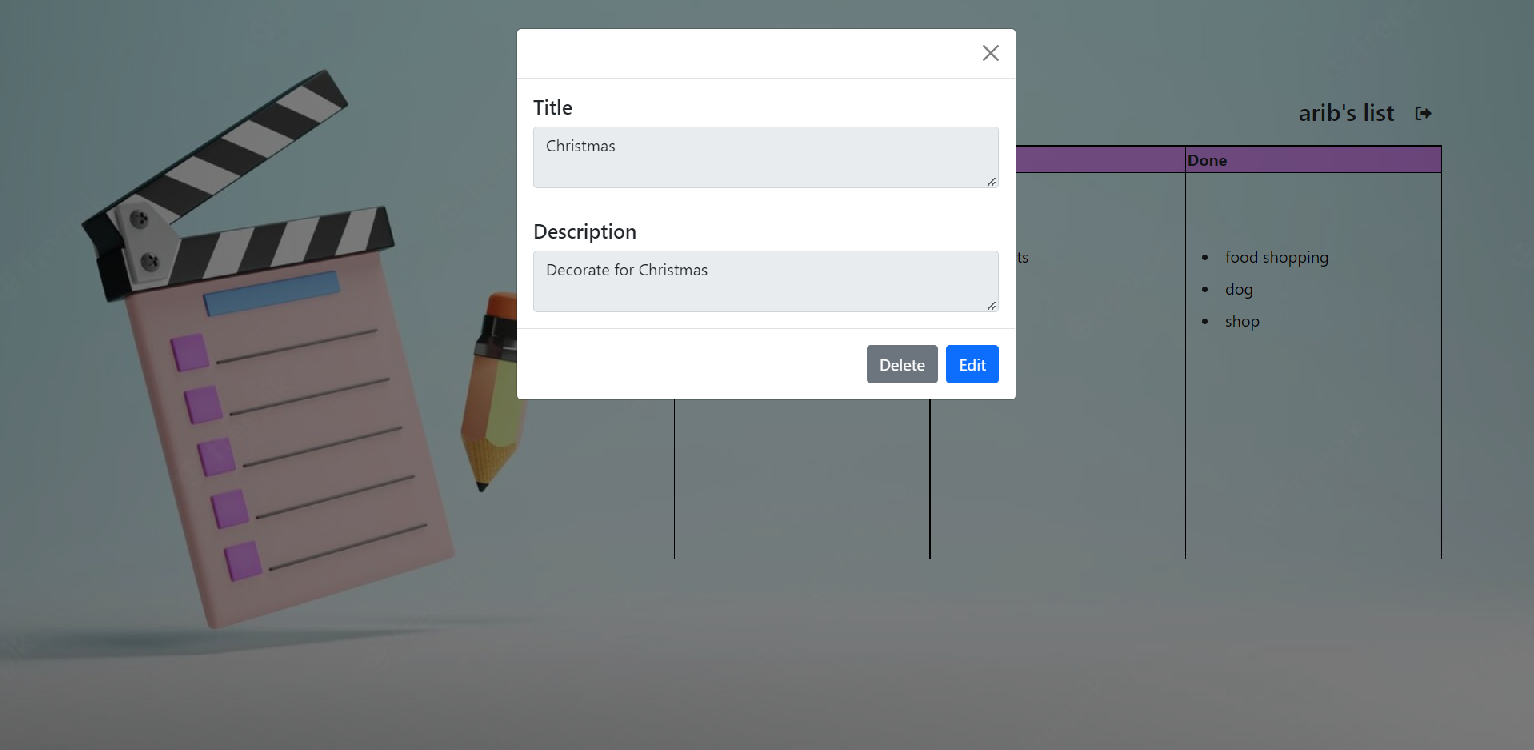 Title
Christmas
Description
Decorate for Christmas
Delete
Edit
arib's list
Done
ts
food shopping
dog
shop